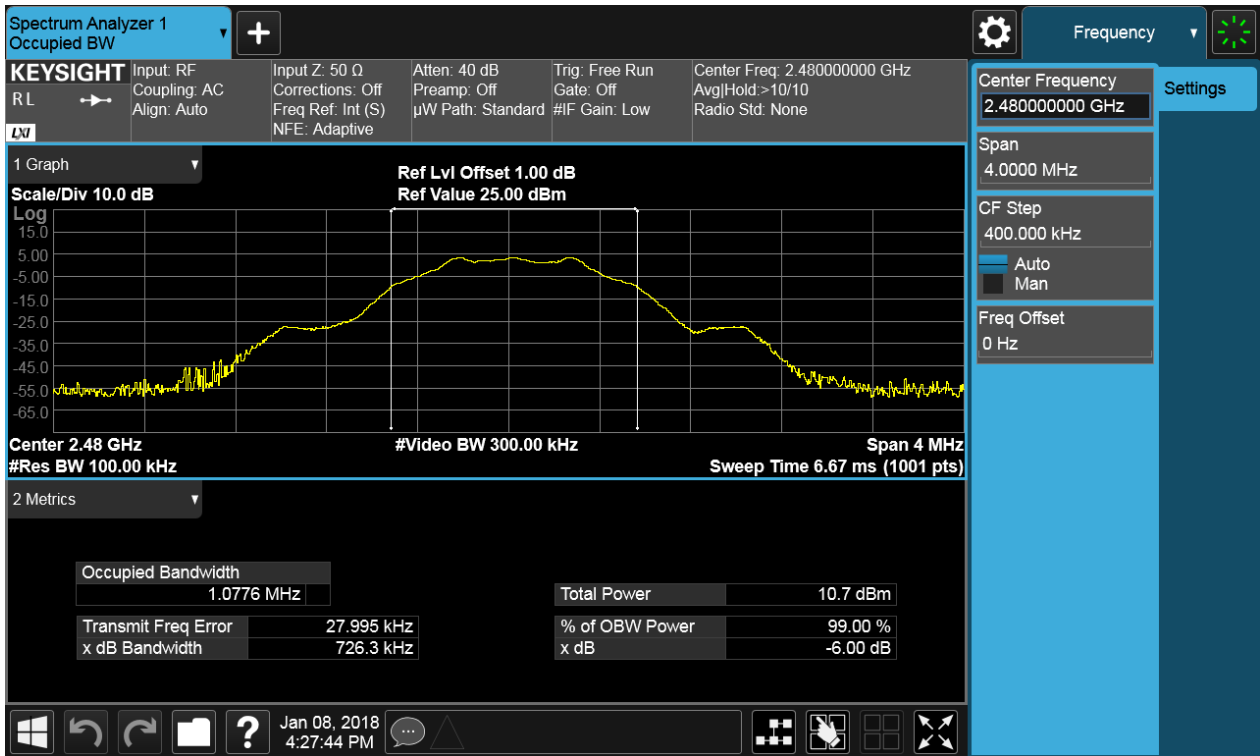 Spectrum Analyzer 1
Occupied BW
Frequency
KEYSIGHT
R L
LXI
Input: RF
Coupling: AC
Align: Auto
Input Z: 50 Ω
Corrections: Off
Freq Ref: Int (S)
NFE: Adaptive
Atten: 40 dB
Preamp: Off
µW Path: Standard
Trig: Free Run
Gate: Off
#IF Gain: Low
Center Freq: 2.480000000 GHz
Avg|Hold:>10/10
Radio Std: None
Center Frequency
2.480000000 GHz
Settings
Span
4.0000 MHz
CF Step
400.000 kHz
Auto
Man
Freq Offset
0 Hz
1 Graph
Scale/Div 10.0 dB
Ref Lvl Offset 1.00 dB
Ref Value 25.00 dBm
Log
15.0
5.00
-5.00
-15.0
-25.0
-35.0
-45.0
-55.0
-65.0
Center 2.48 GHz
#Video BW 300.00 kHz
Span 4 MHz
#Res BW 100.00 kHz
Sweep Time 6.67 ms (1001 pts)
2 Metrics
Occupied Bandwidth
1.0776 MHz
Total Power 10.7 dBm
Transmit Freq Error 27.995 kHz
% of OBW Power 99.00 %
x dB Bandwidth 726.3 kHz
x dB -6.00 dB
?
Jan 08, 2018
4:27:44 PM